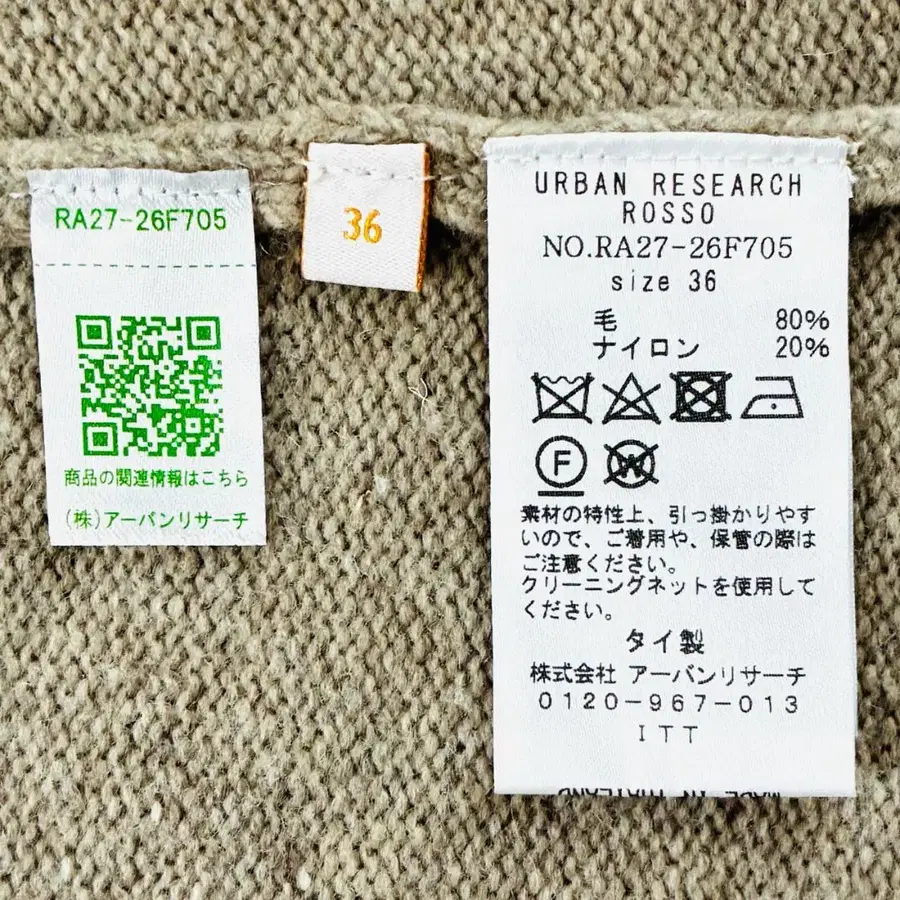 RA27-26F705
商品の関連情報はこちら
(株)アーバンリサーチ
36
URBAN RESEARCH
ROSSO
NO.RA27-26F705
size 36
毛 80%
ナイロン 20%
F
W
素材の特性上、引っ掛かりやす
いので、ご着用や、保管の際は
ご注意ください。
クリーニングネットを使用して
ください。
タイ製
株式会社 アーバンリサーチ
0120-967-013
ITT
MADE IN THAILAND